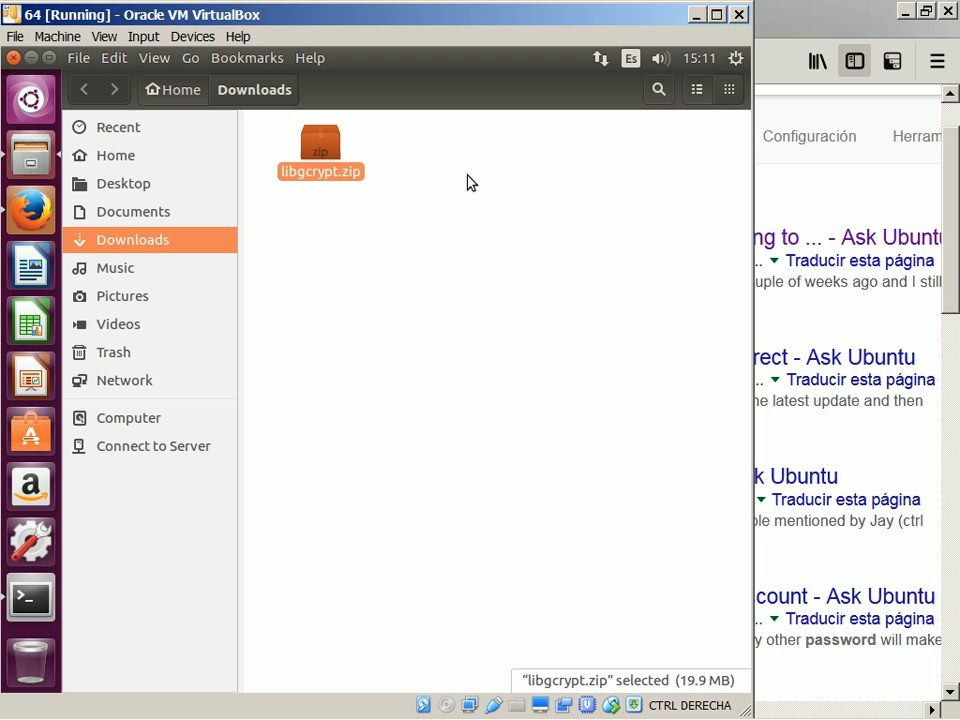 64 [Running] - Oracle VM VirtualBox
File Machine View Input Devices Help
File Edit View Go Bookmarks Help
Es
15:11
Home
Downloads
Recent
Home
Desktop
Documents
Downloads
Music
Pictures
Videos
Trash
Network
Computer
Connect to Server
zip
libgcrypt.zip
a
>_
"libgcrypt.zip" selected (19.9 MB)
CTRL DERECHA
Configuración
Herram
ng to ... - Ask Ubuntu
.. Traducir esta página
uple of weeks ago and I still
rect - Ask Ubuntu
.. Traducir esta página
he latest update and then
k Ubuntu
Traducir esta página
ble mentioned by Jay (ctrl
count - Ask Ubuntu
.. Traducir esta página
y other password will make